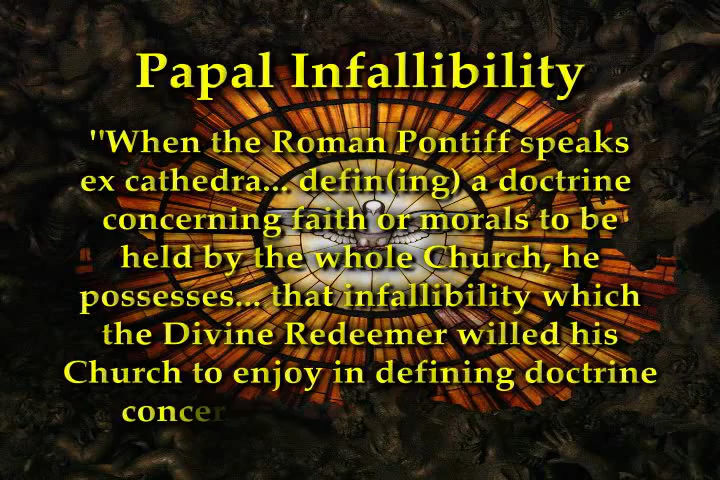 Papal Infallibility
"When the Roman Pontiff speaks
ex cathedra... defin(ing) a doctrine
concerning faith or morals to be
held by the whole Church, he
possesses... that infallibility which
the Divine Redeemer willed his
Church to enjoy in defining doctrine
concer